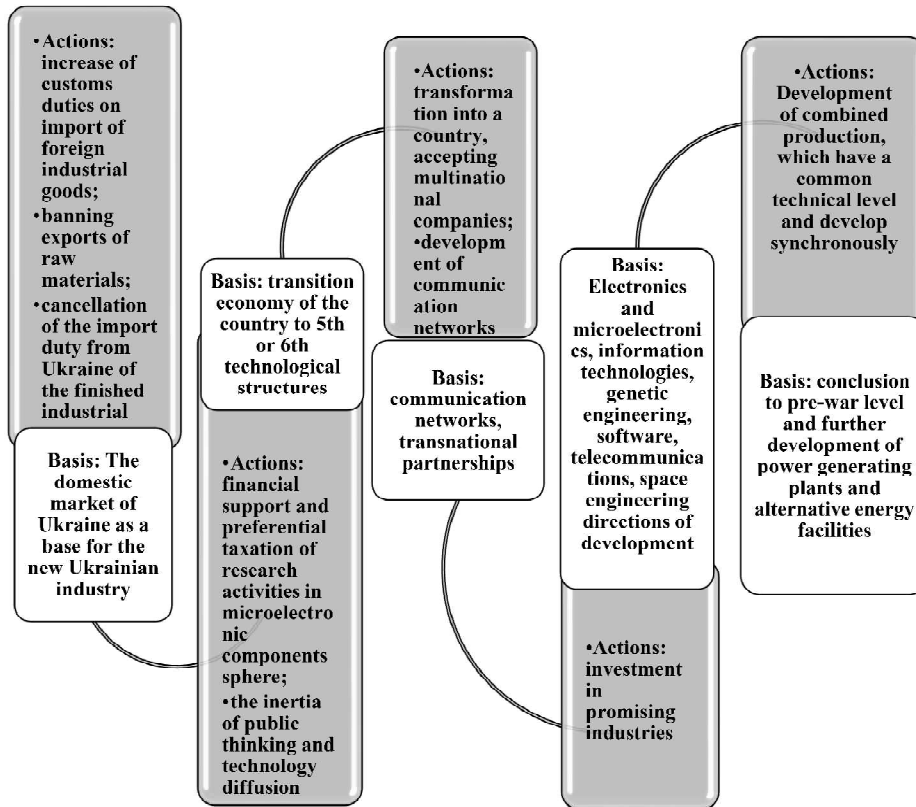 •Actions:
increase of
customs
duties on
import of
foreign
industrial
goods;
•banning
exports of
raw
materials;
•cancellation
of the import
duty from
Ukraine of
the finished
industrial
Basis: The
domestic
market of
Ukraine as a
base for the
new Ukrainian
industry
Basis: transition
economy of the
country to 5th
or 6th
technological
structures
•Actions:
financial
support and
preferential
taxation of
research
activities in
microelectro
nic
components
sphere;
•the inertia
of public
thinking and
technology
diffusion
•Actions:
transforma
tion into a
country,
accepting
multinatio
nal
companies;
•developm
ent of
communic
ation
networks
Basis:
communication
networks,
transnational
partnerships
Basis:
Electronics
and
microelectroni
cs, information
technologies,
genetic
engineering,
software,
telecommunica
tions, space
engineering
directions of
development
•Actions:
investment
in
promising
industries
•Actions:
Development
of combined
production,
which have a
common
technical level
and develop
synchronously
Basis: conclusion
to pre-war level
and further
development of
power generating
plants and
alternative energy
facilities